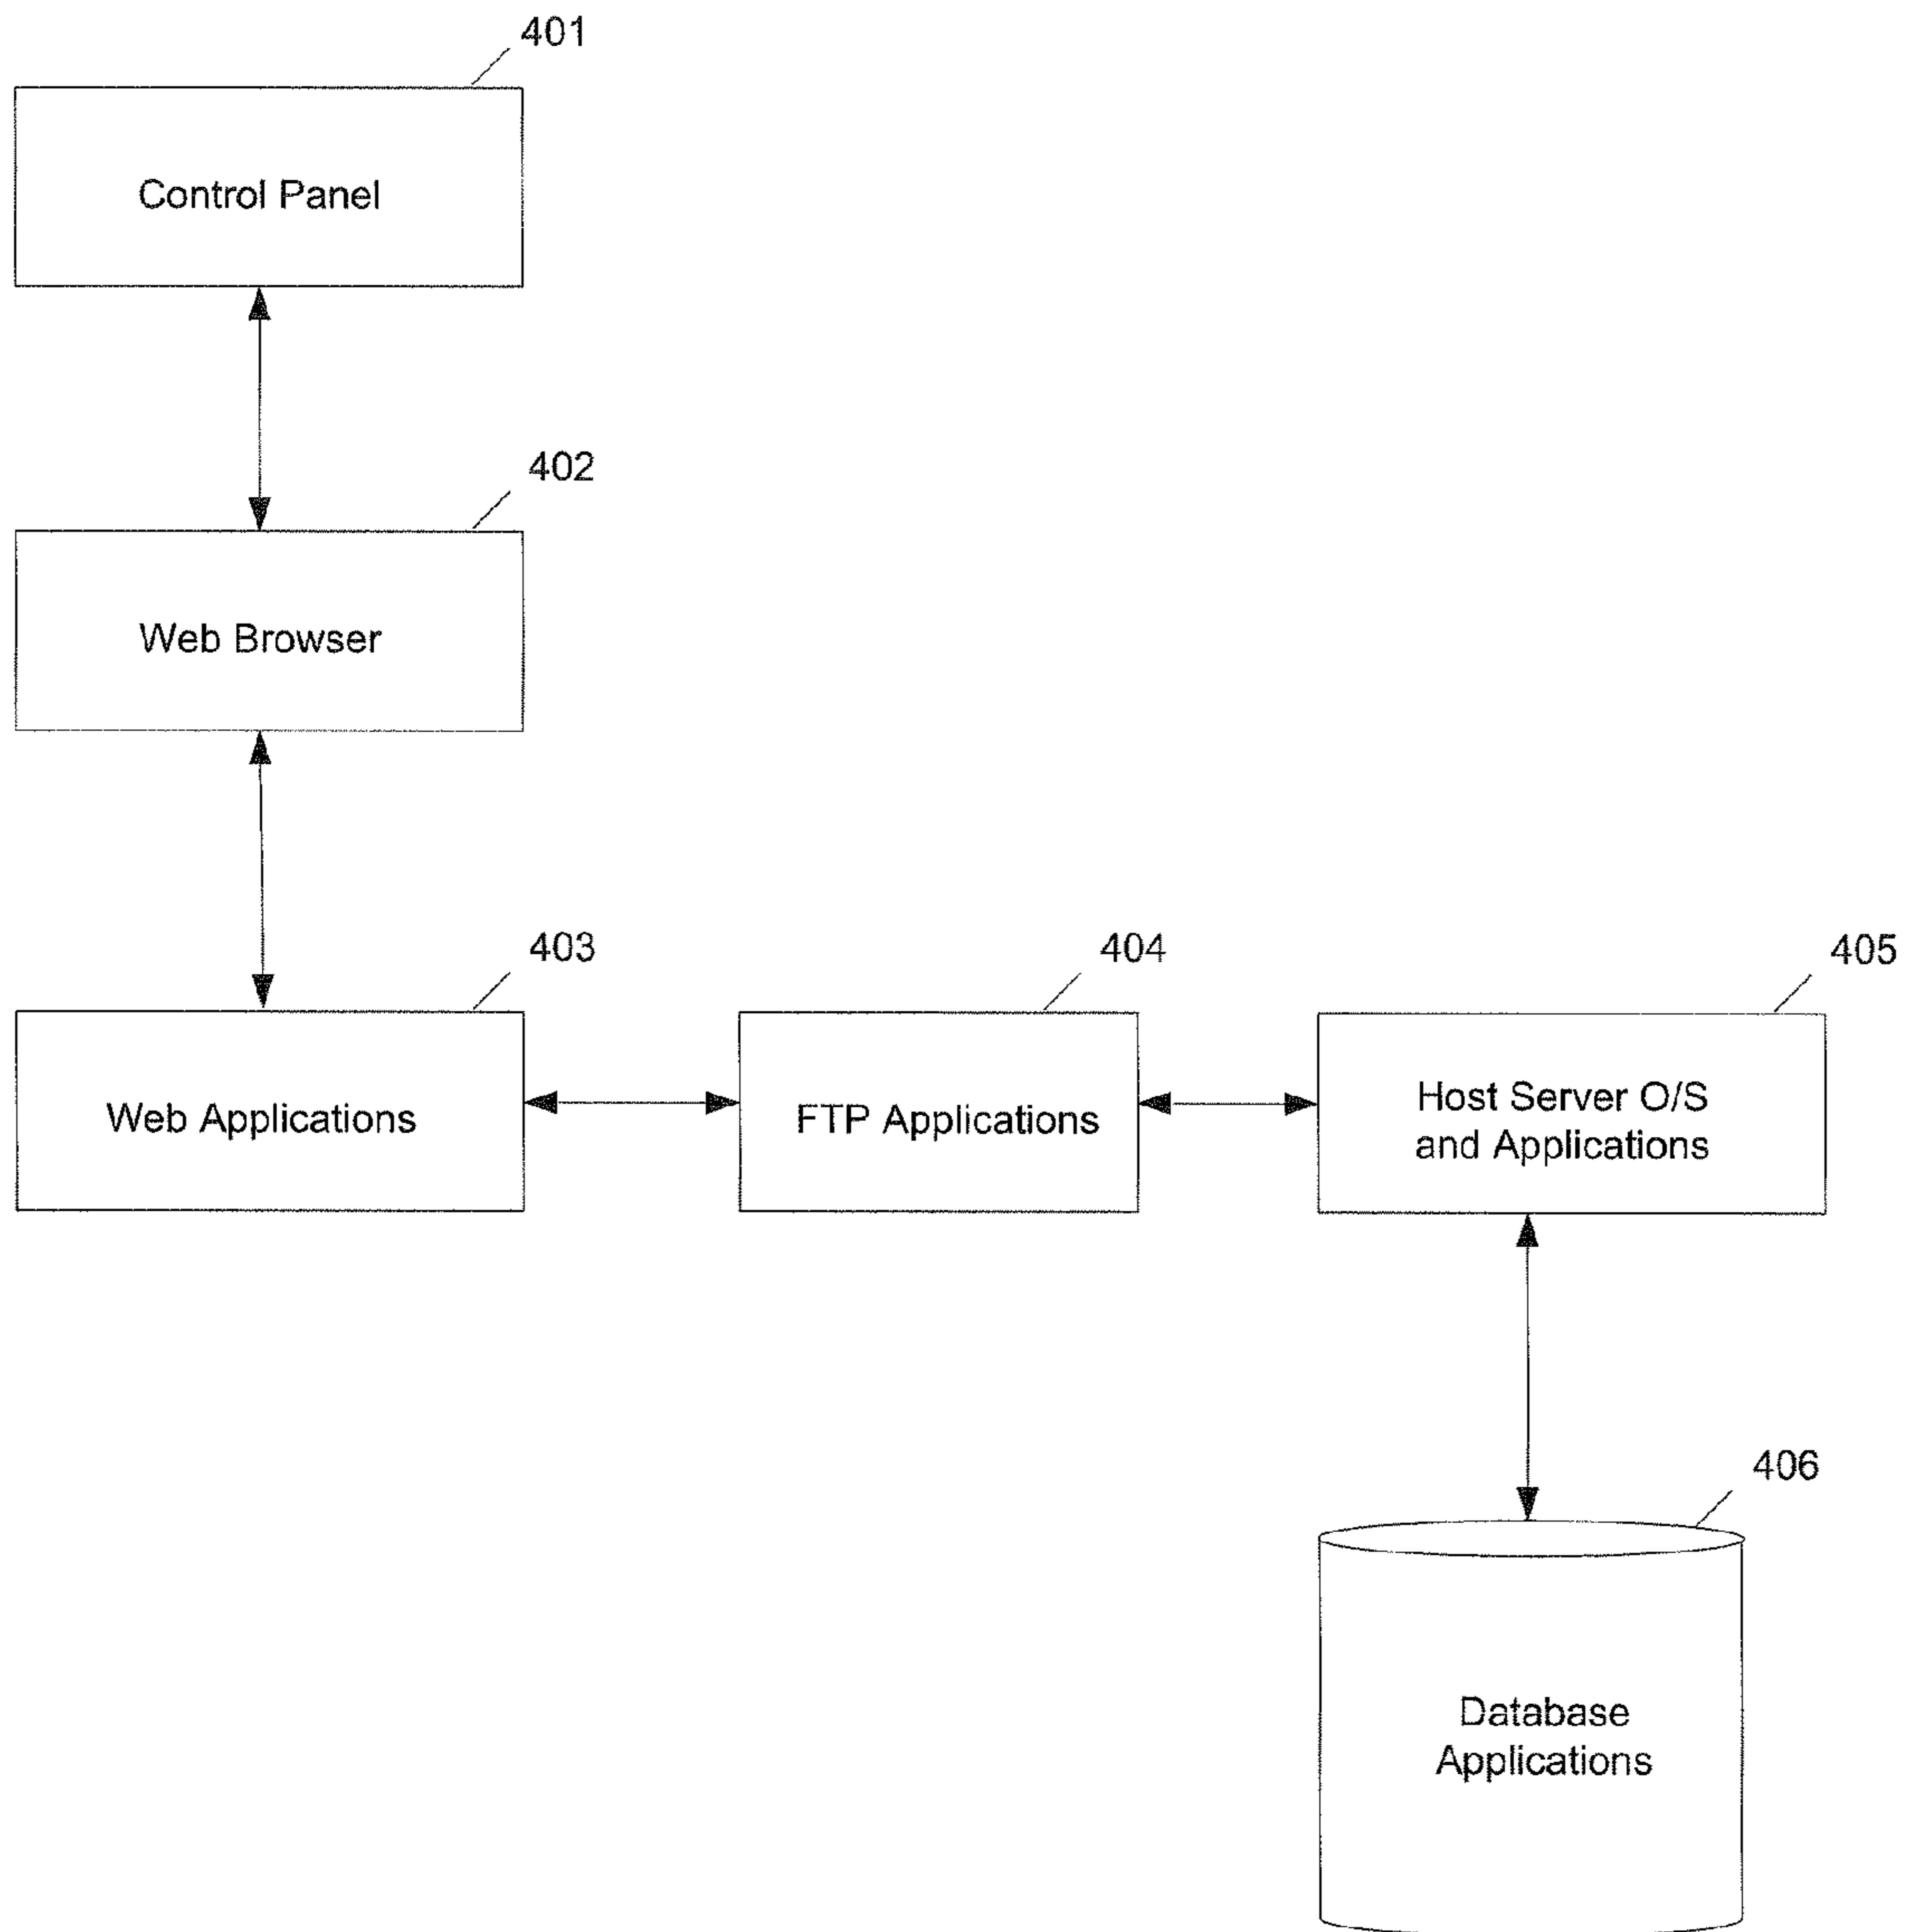 401
Control Panel
402
Web Browser
403
404
405
Web Applications
FTP Applications
Host Server O/S
and Applications
406
Database
Applications